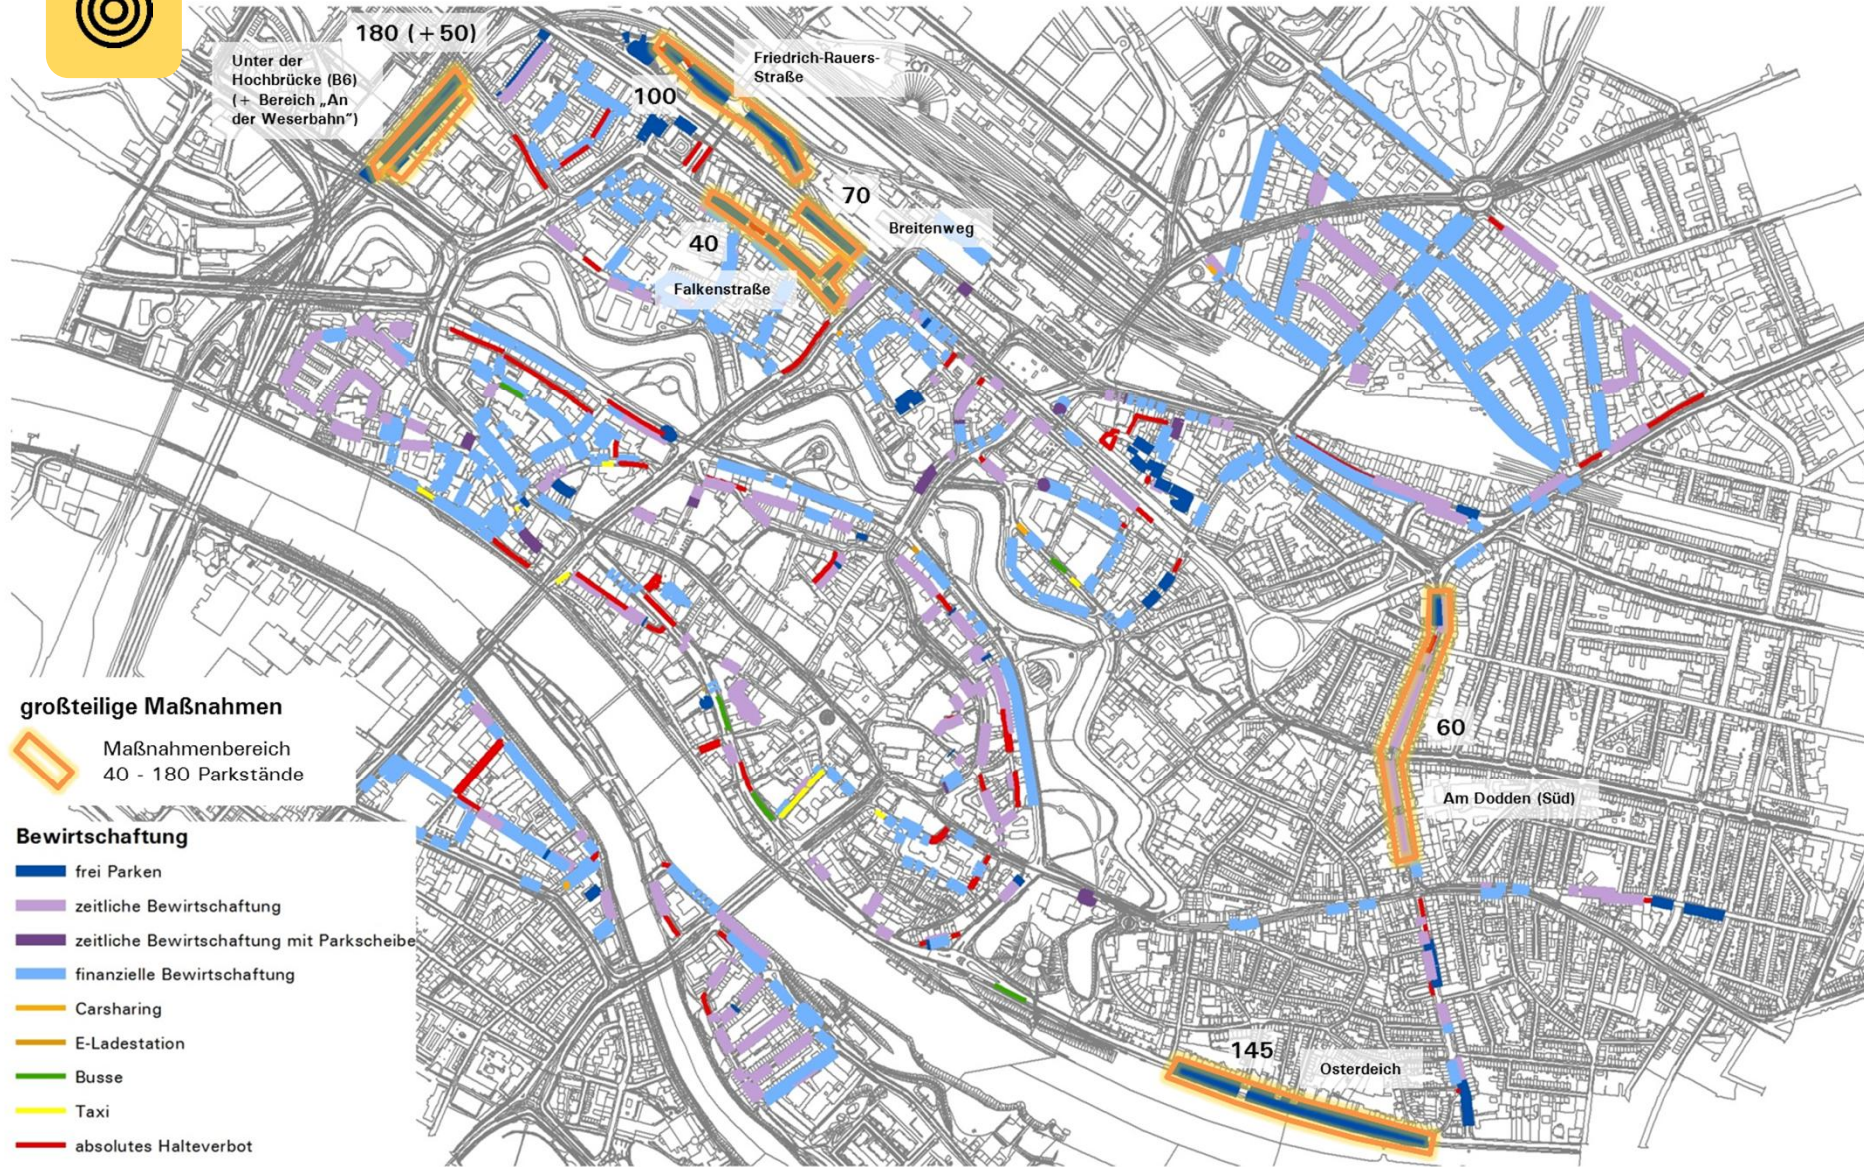 180 (+50)
Unter der
Hochbrücke (B6)
(+ Bereich „An
der Weserbahn“)
Friedrich-Rauers-
Straße
100
70
Breitenweg
40
Falkenstraße
60
Am Dodden (Süd)
145
Osterdeich
großteilige Maßnahmen
Maßnahmenbereich
40 - 180 Parkstände
Bewirtschaftung
frei Parken
zeitliche Bewirtschaftung
zeitliche Bewirtschaftung mit Parkscheibe
finanzielle Bewirtschaftung
Carsharing
E-Ladestation
Busse
Taxi
absolutes Halteverbot